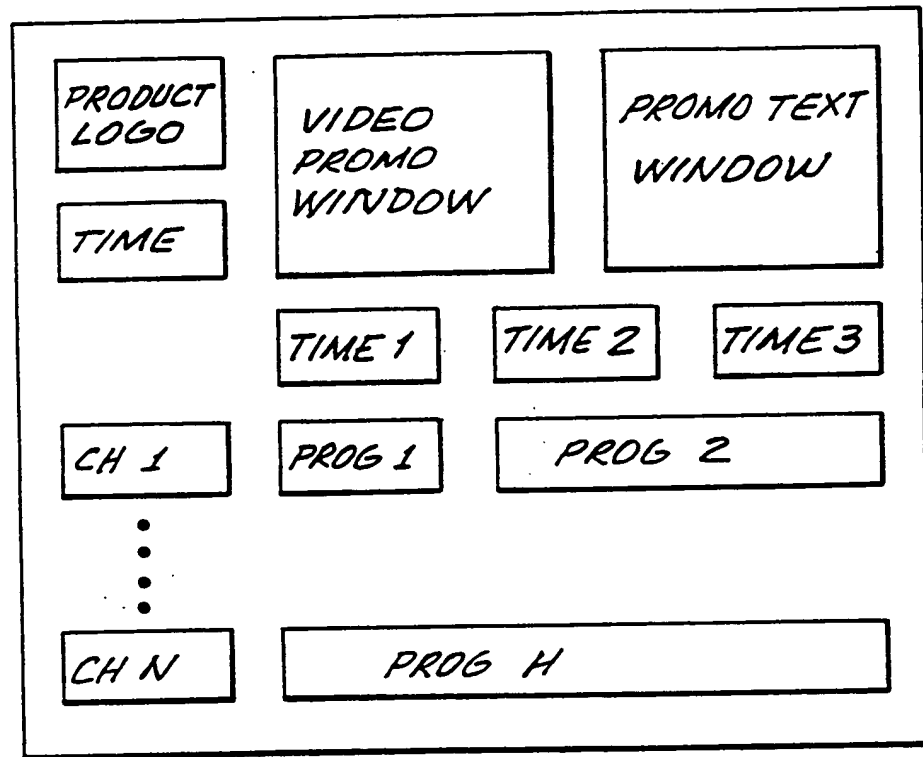 PRODUCT
LOGO
VIDEO
PROMO
WINDOW
PROMO TEXT
WINDOW
TIME
TIME 1
TIME 2
TIME 3
CH 1
PROG 1
PROG 2
CH N
PROG H